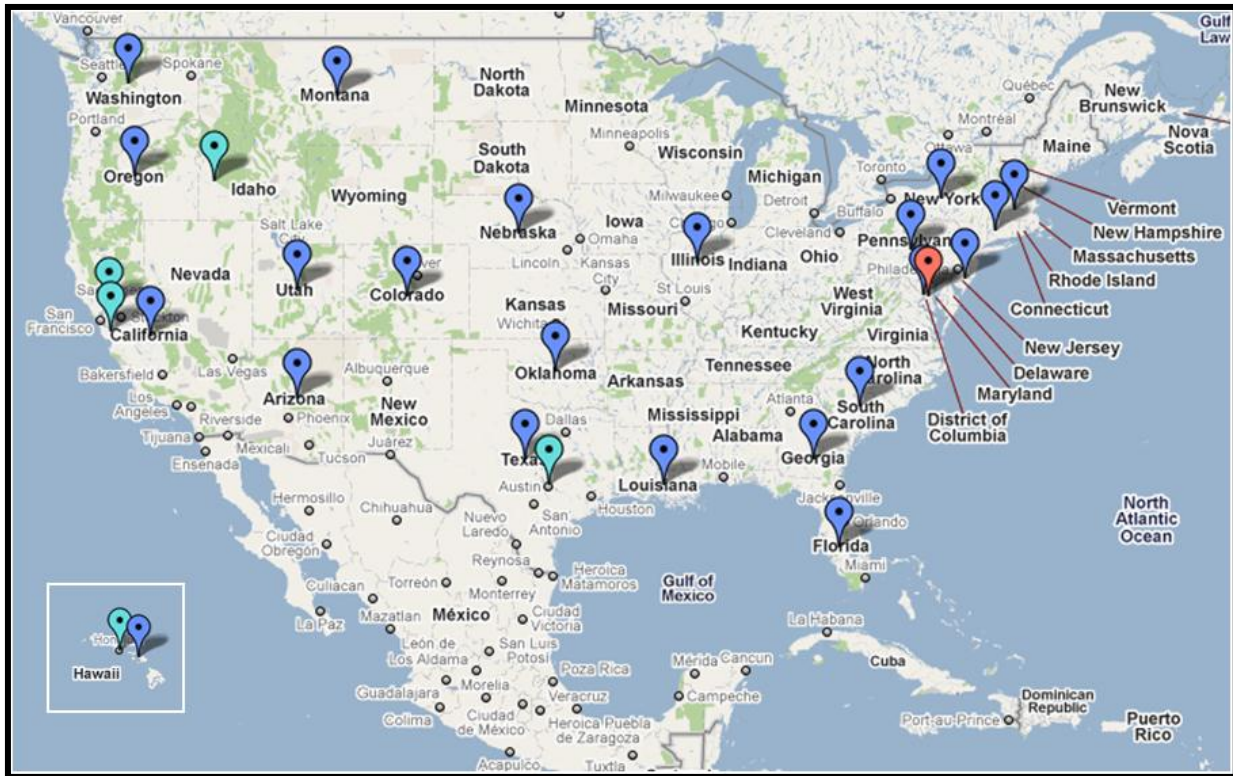 Vancouver
Gulf
Law
Seattle
Spokane
Washington
Montana
North
Dakota
Minnesota
Québec
New
Brunswick
Portland
Minneapolis
Montréal
Ottawa
Nova
Scotia
Maine
Oregon
Idaho
South
Dakota
Wisconsin
Michigan
Toronto
Wyoming
Milwaukee
Detroit
Buffalo
New York
Vermont
Salt Lake
City
Nebraska
Iowa
Omaha
Cleveland
Pennsylvan
New Hampshire
Nevada
Lincoln
Kansas
City
Illinois
Indiana
Ohio
Massachusetts
Utah
Colorado
Rhode Island
San
Francisco
California
Kansas
Wichita
Missouri
St Louis
West
Virginia
Connecticut
Kentucky
Virginia
New Jersey
Bakersfield
Las Vegas
Albuquerque
Oklahoma
Arkansas
Tennessee
North
Carolina
Delaware
Maryland
Los
Angeles
Riverside
Arizona
Phoenix
New
Mexico
Dallas
Mississippi
Alabama
Atlanta
South
Carolina
District of
Columbia
Tijuana
Mexicali
Ensenada
Tucson
Juárez
Texas
Austin
Louisiana
Mobile
Georgia
Hermosillo
Chihuahua
San
Antonio
Houston
Jacksonville
Nuevo
Laredo
Orlando
North
Atlantic
Ocean
Ciudad
Obregón
Reynosa
Heroica
Matamoros
Florida
Miami
Culiacan
Torreón
Monterrey
Gulf of
Mexico
La Paz
Mazatlan
México
Ciudad
Victoria
La Habana
Hawaii
León de
Los Aldama
San Luis
Potosí
Poza Rica
Mérida
Cancun
Cuba
Guadalajara
Morelia
Veracruz
Campeche
Dominican
Republic
Colima
Ciudad
de México
Heroica Puebla
de Zaragoza
Port-au-Prince
Puerto
Rico
Acapulco
Tuxtla